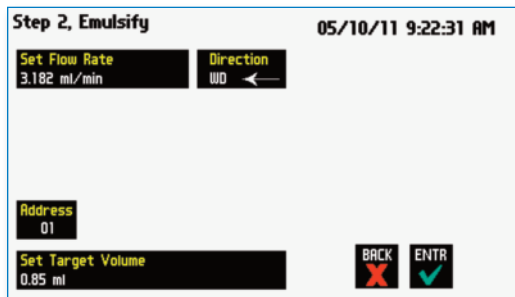 Step 2, Emulsify
05/10/11 9:22:31 AM
Set Flow Rate
3.182 ml/min
Direction
WD
Address
01
Set Target Volume
0.85 ml
BACK
ENTR